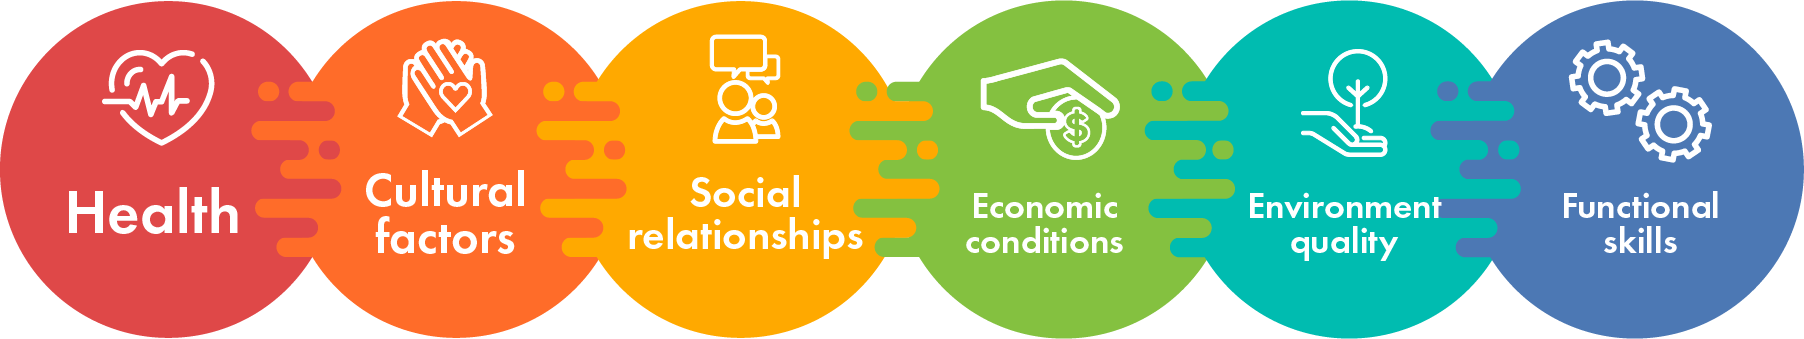 Health
Cultural
factors
Social
relationships
$
Economic
conditions
Environment
quality
Functional
skills